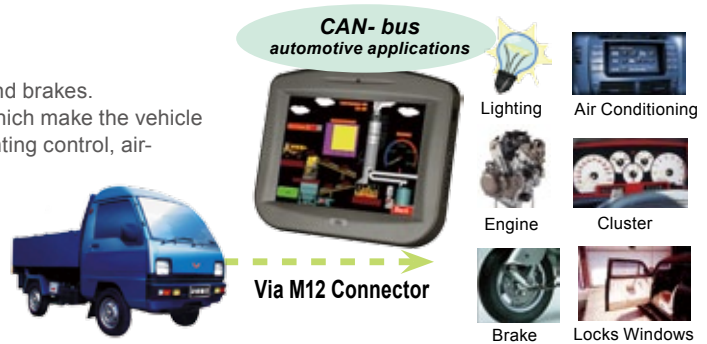 CAN- bus
automotive applications
nd brakes.
hich make the vehicle
nting control, air-
Lighting
Air Conditioning
Engine
Cluster
Via M12 Connector
Brake
Locks Windows